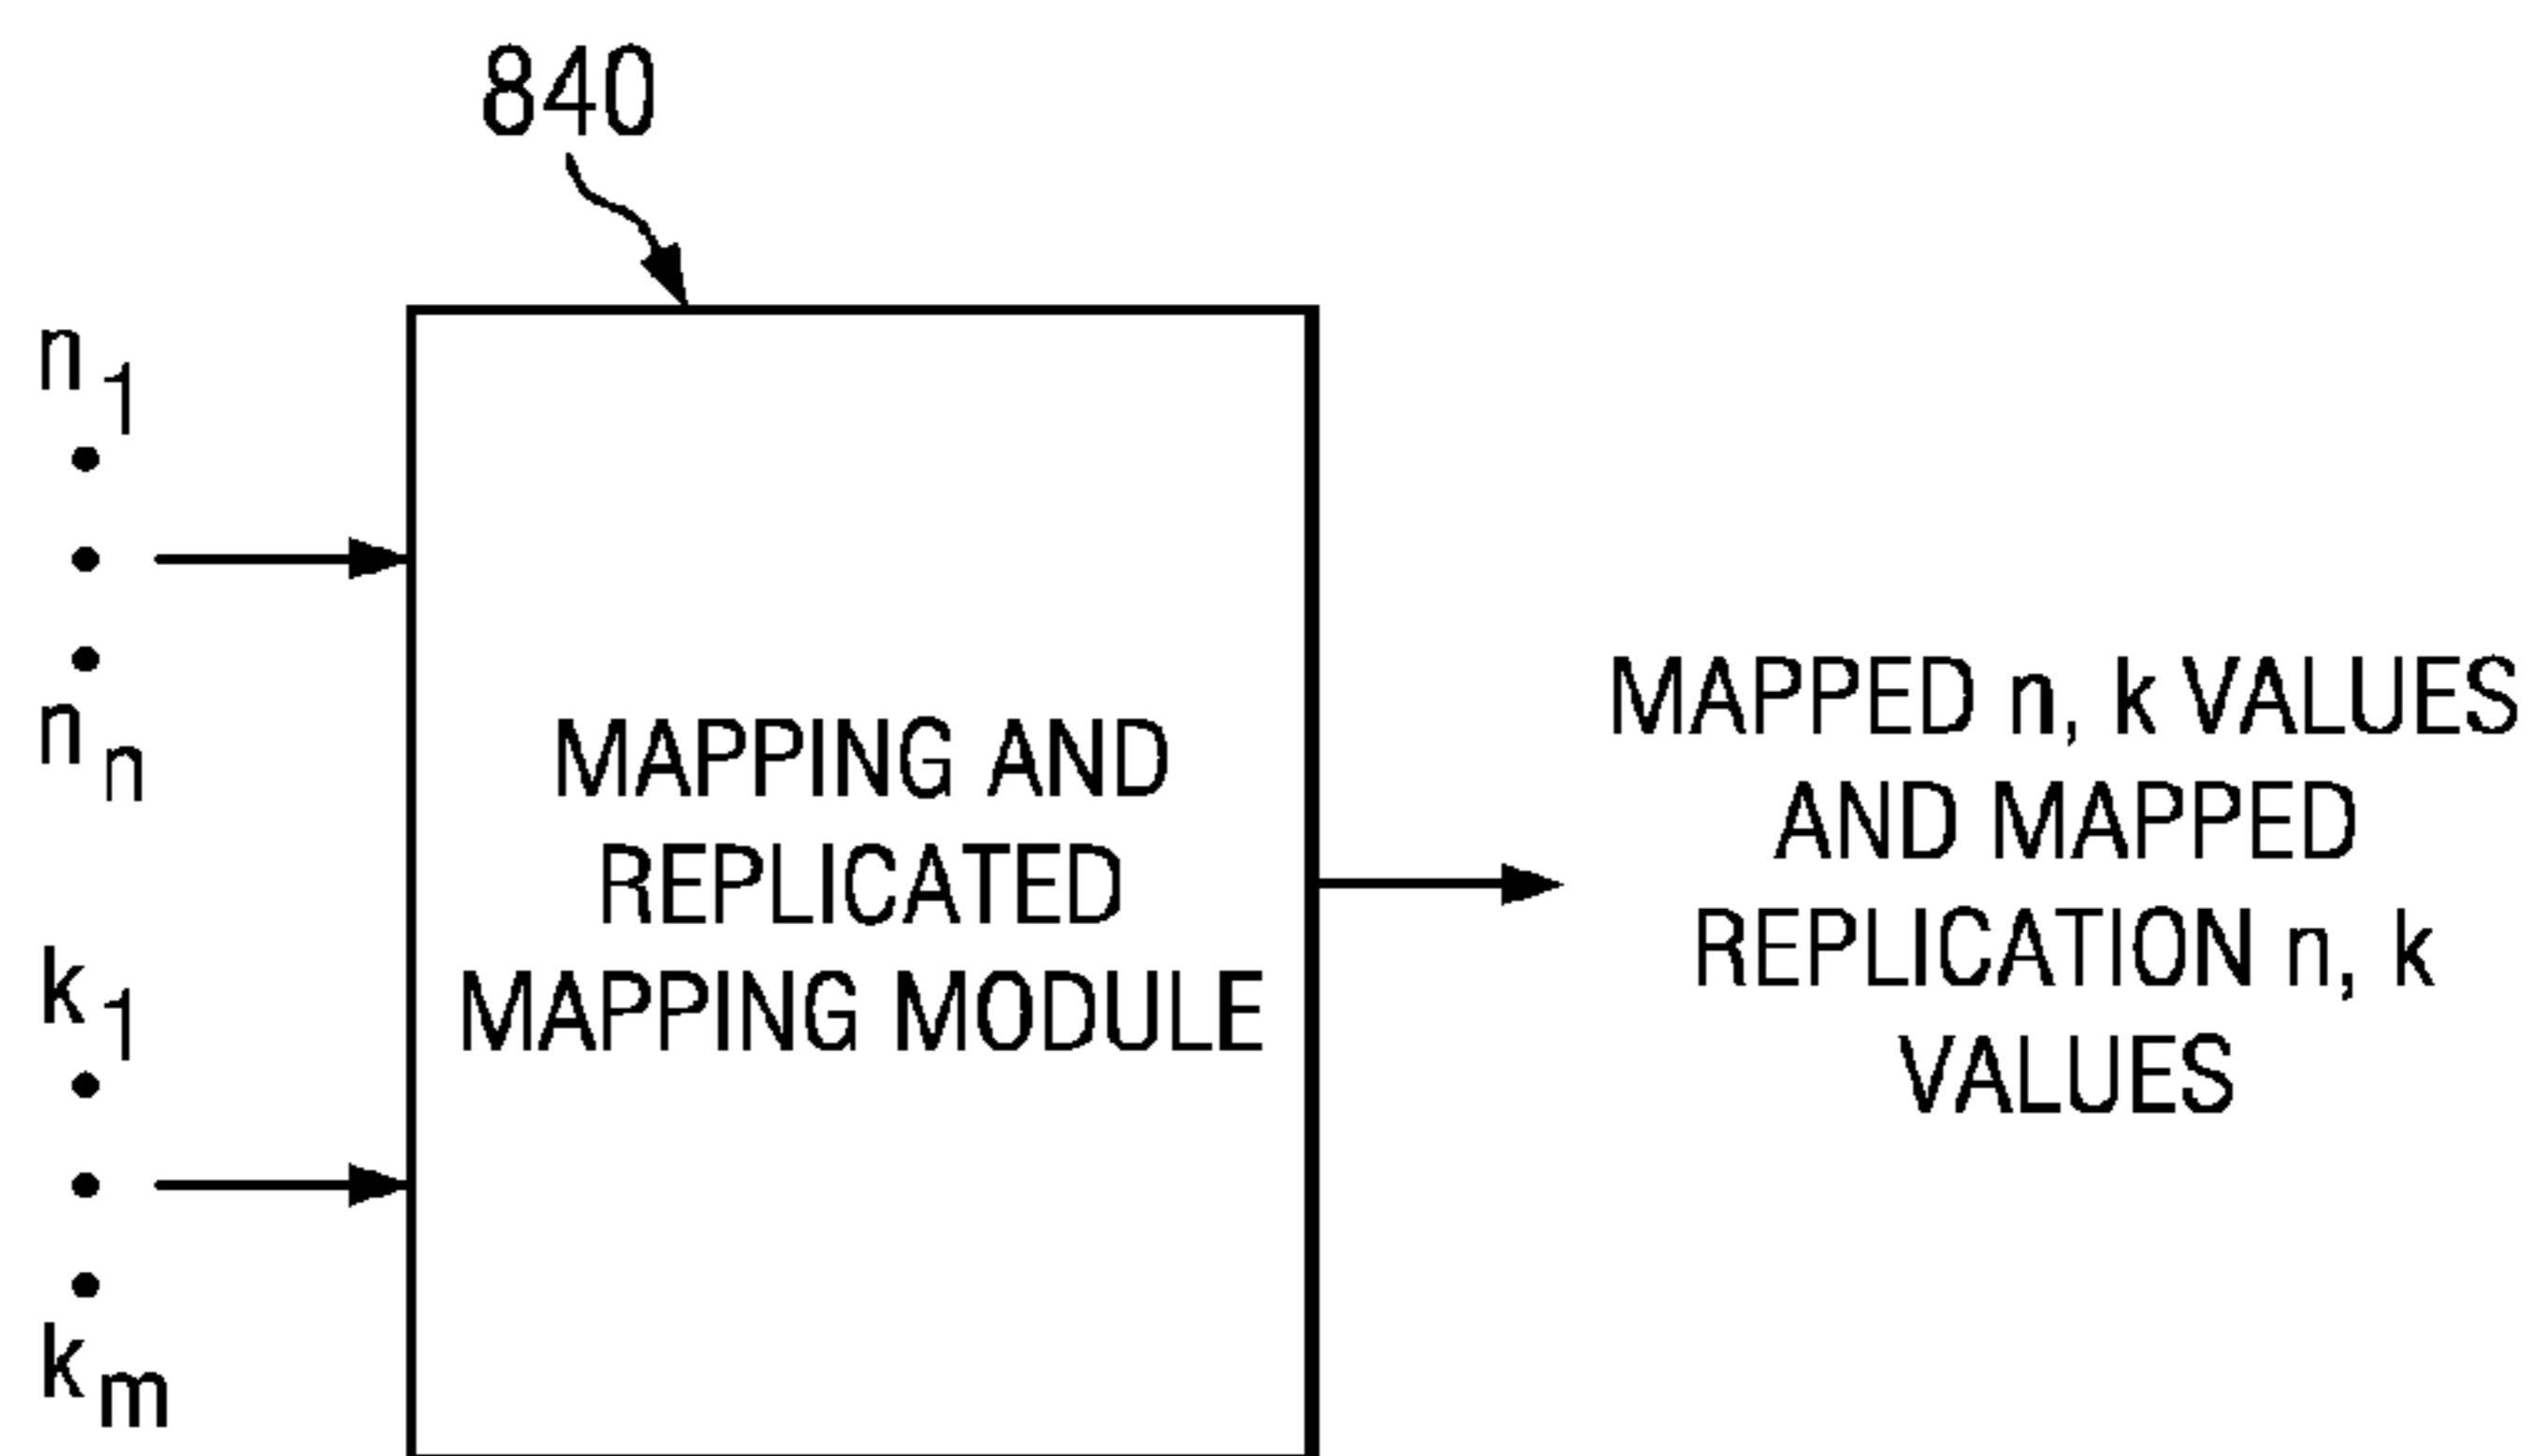 840
n1
nn
k1
km
MAPPING AND
REPLICATED
MAPPING MODULE
MAPPED n, k VALUES
AND MAPPED
REPLICATION n, k
VALUES